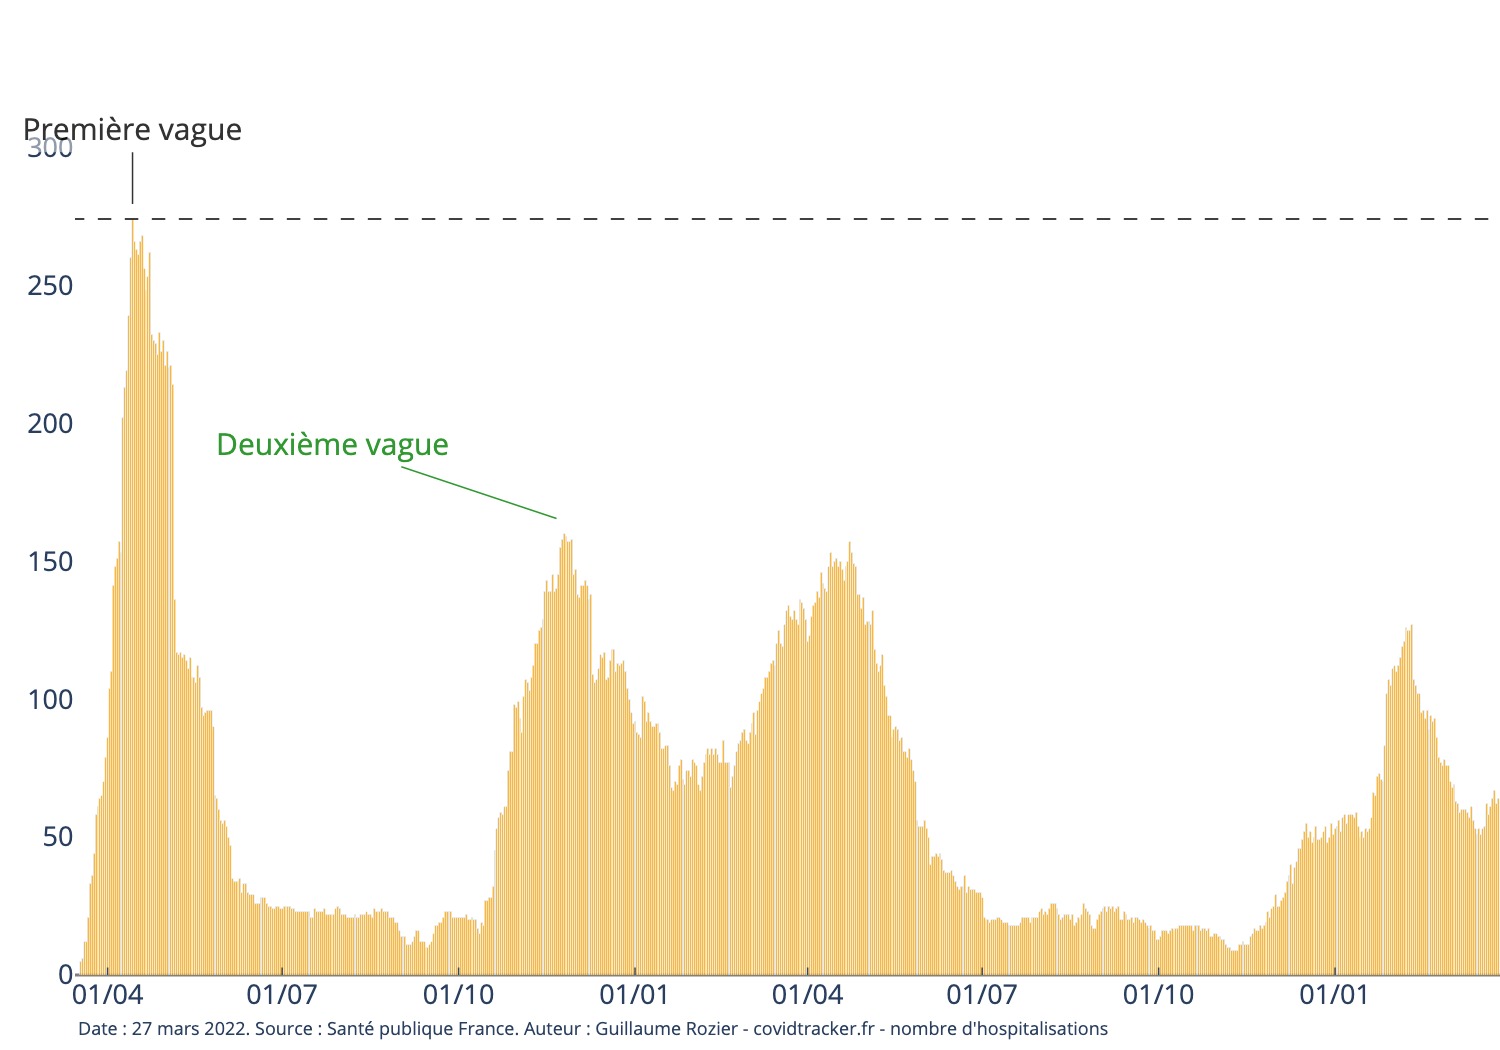 Première vague
300
250
200
Deuxième vague
150
100
50
0
01/04 01/07 01/10 01/01 01/04 01/07 01/10 01/01
Date : 27 mars 2022. Source : Santé publique France. Auteur : Guillaume Rozier - covidtracker.fr - nombre d'hospitalisations